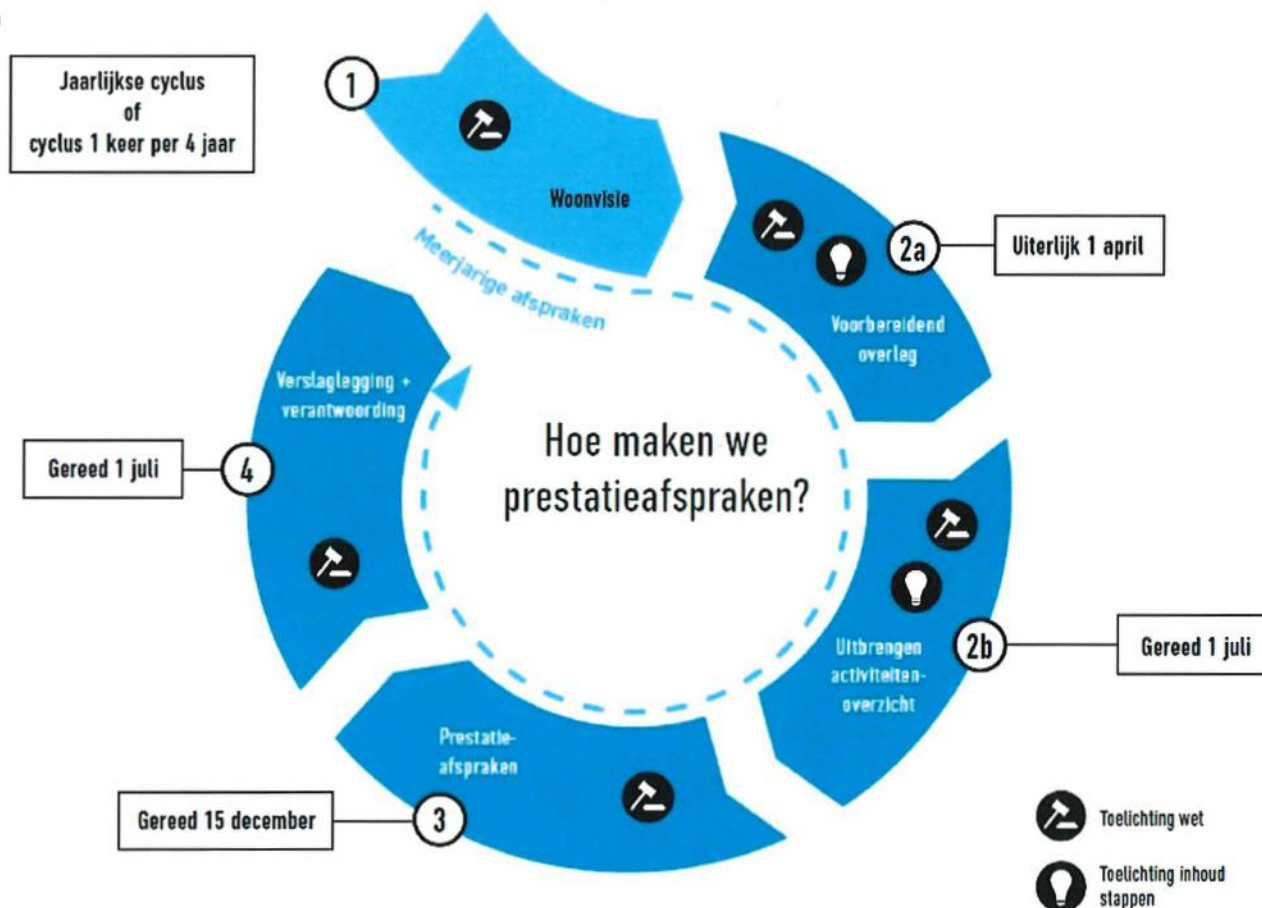 Jaarlijkse cyclus
of
cyclus 1 keer per 4 jaar
1
Woonvisie
Meerjarige afspraken
2a
Uiterlijk 1 april
Voorbereidend
overleg
Verslaglegging +
verantwoording
Gereed 1 juli
4
Hoe maken we
prestatieafspraken?
Uitbrengen
activiteiten-
overzicht
2b
Gereed 1 juli
Prestatie-
afspraken
Gereed 15 december
3
Toelichting wet
Toelichting inhoud
stappen